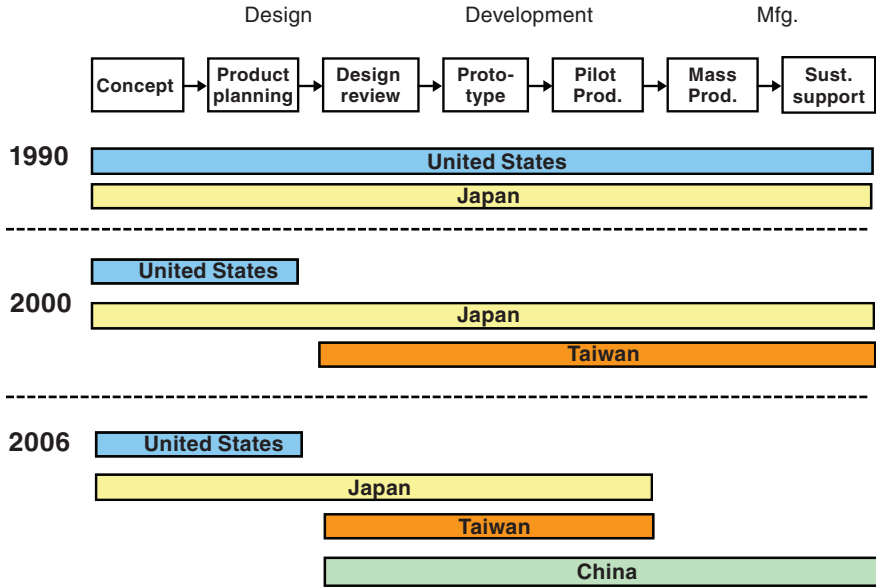 Design Development Mfg.
Concept
Product
planning
Design
review
Proto-
type
Pilot
Prod.
Mass
Prod.
Sust.
support
1990
United States
Japan
2000
United States
Japan
Taiwan
2006
United States
Japan
Taiwan
China